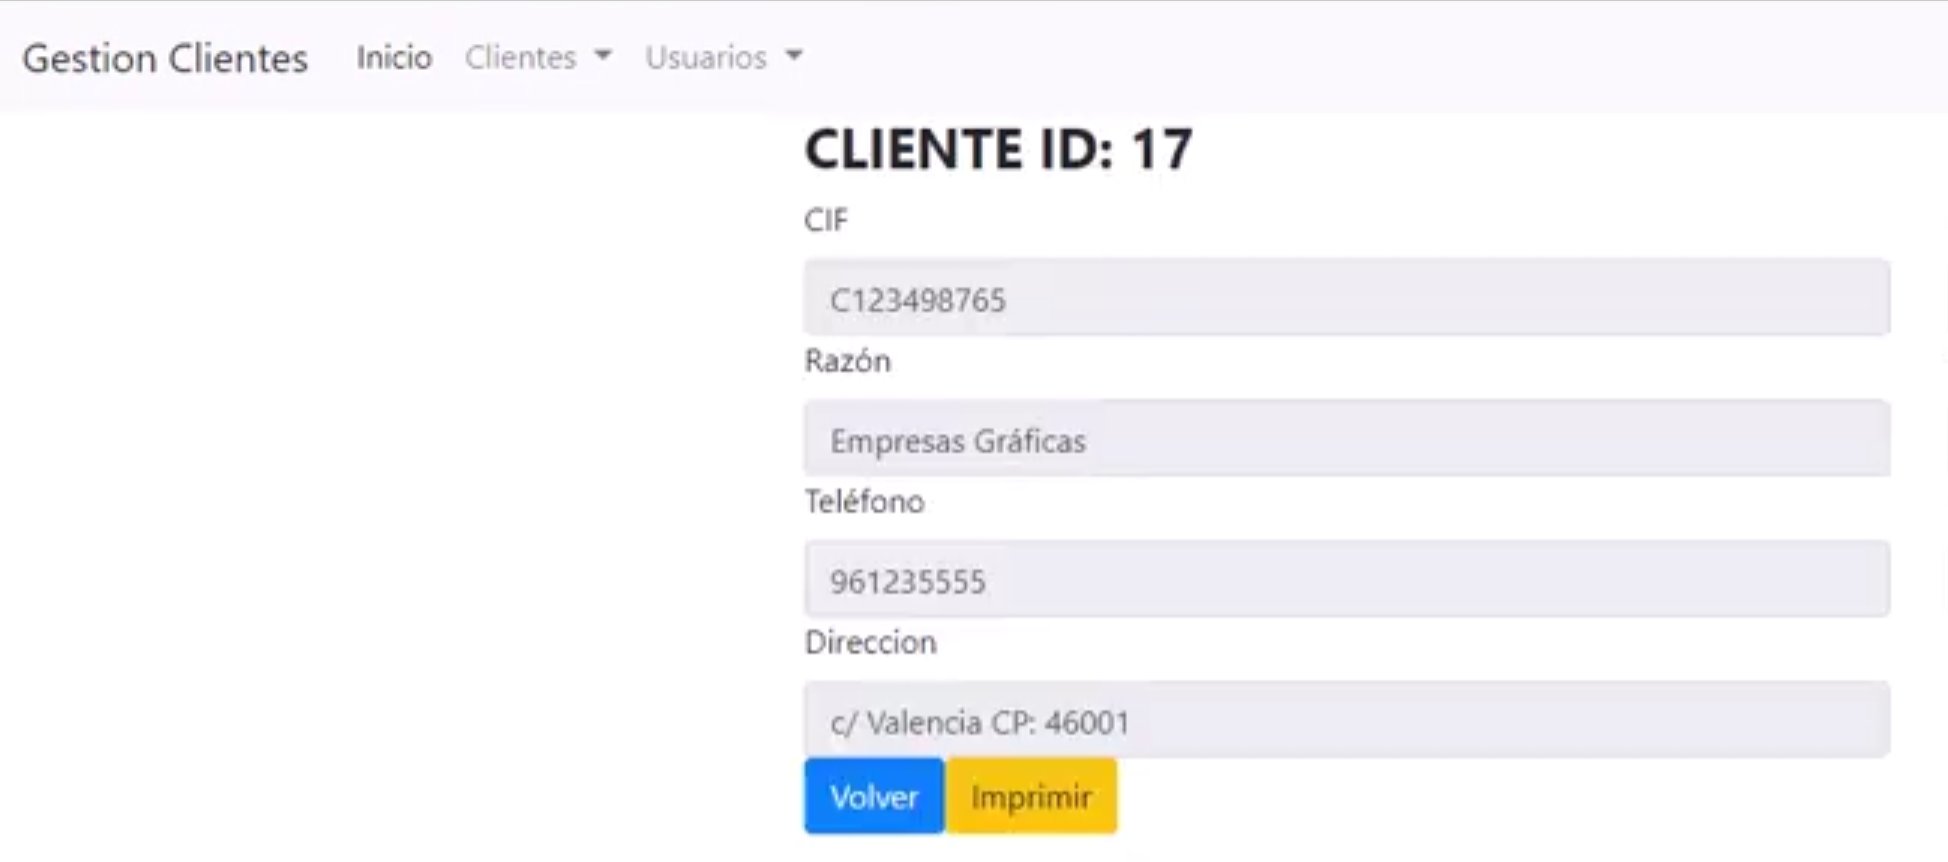 Gestion Clientes Inicio Clientes Usuarios
CLIENTE ID: 17
CIF
C123498765
Razón
Empresas Gráficas
Teléfono
961235555
Direccion
c/ Valencia CP: 46001
Volver Imprimir